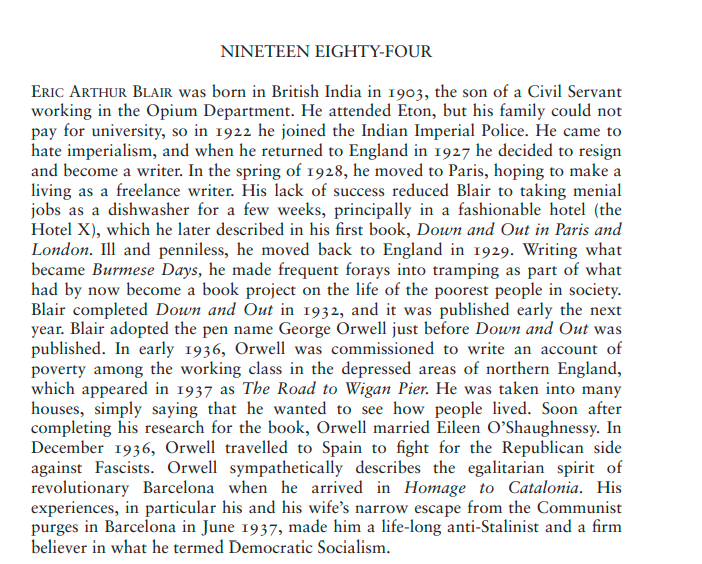 NINETEEN EIGHTY-FOUR
ERIC ARTHUR BLAIR was born in British India in 1903, the son of a Civil Servant
working in the Opium Department. He attended Eton, but his family could not
pay for university, so in 1922 he joined the Indian Imperial Police. He came to
hate imperialism, and when he returned to England in 1927 he decided to resign
and become a writer. In the spring of 1928, he moved to Paris, hoping to make a
living as a freelance writer. His lack of success reduced Blair to taking menial
jobs as a dishwasher for a few weeks, principally in a fashionable hotel (the
Hotel X), which he later described in his first book, Down and Out in Paris and
London. Ill and penniless, he moved back to England in 1929. Writing what
became Burmese Days, he made frequent forays into tramping as part of what
had by now become a book project on the life of the poorest people in society.
Blair completed Down and Out in 1932, and it was published early the next
year. Blair adopted the pen name George Orwell just before Down and Out was
published. In early 1936, Orwell was commissioned to write an account of
poverty among the working class in the depressed areas of northern England,
which appeared in 1937 as The Road to Wigan Pier. He was taken into many
houses, simply saying that he wanted to see how people lived. Soon after
completing his research for the book, Orwell married Eileen O’Shaughnessy. In
December 1936, Orwell travelled to Spain to fight for the Republican side
against Fascists. Orwell sympathetically describes the egalitarian spirit of
revolutionary Barcelona when he arrived in Homage to Catalonia. His
experiences, in particular his and his wife’s narrow escape from the Communist
purges in Barcelona in June 1937, made him a life-long anti-Stalinist and a firm
believer in what he termed Democratic Socialism.